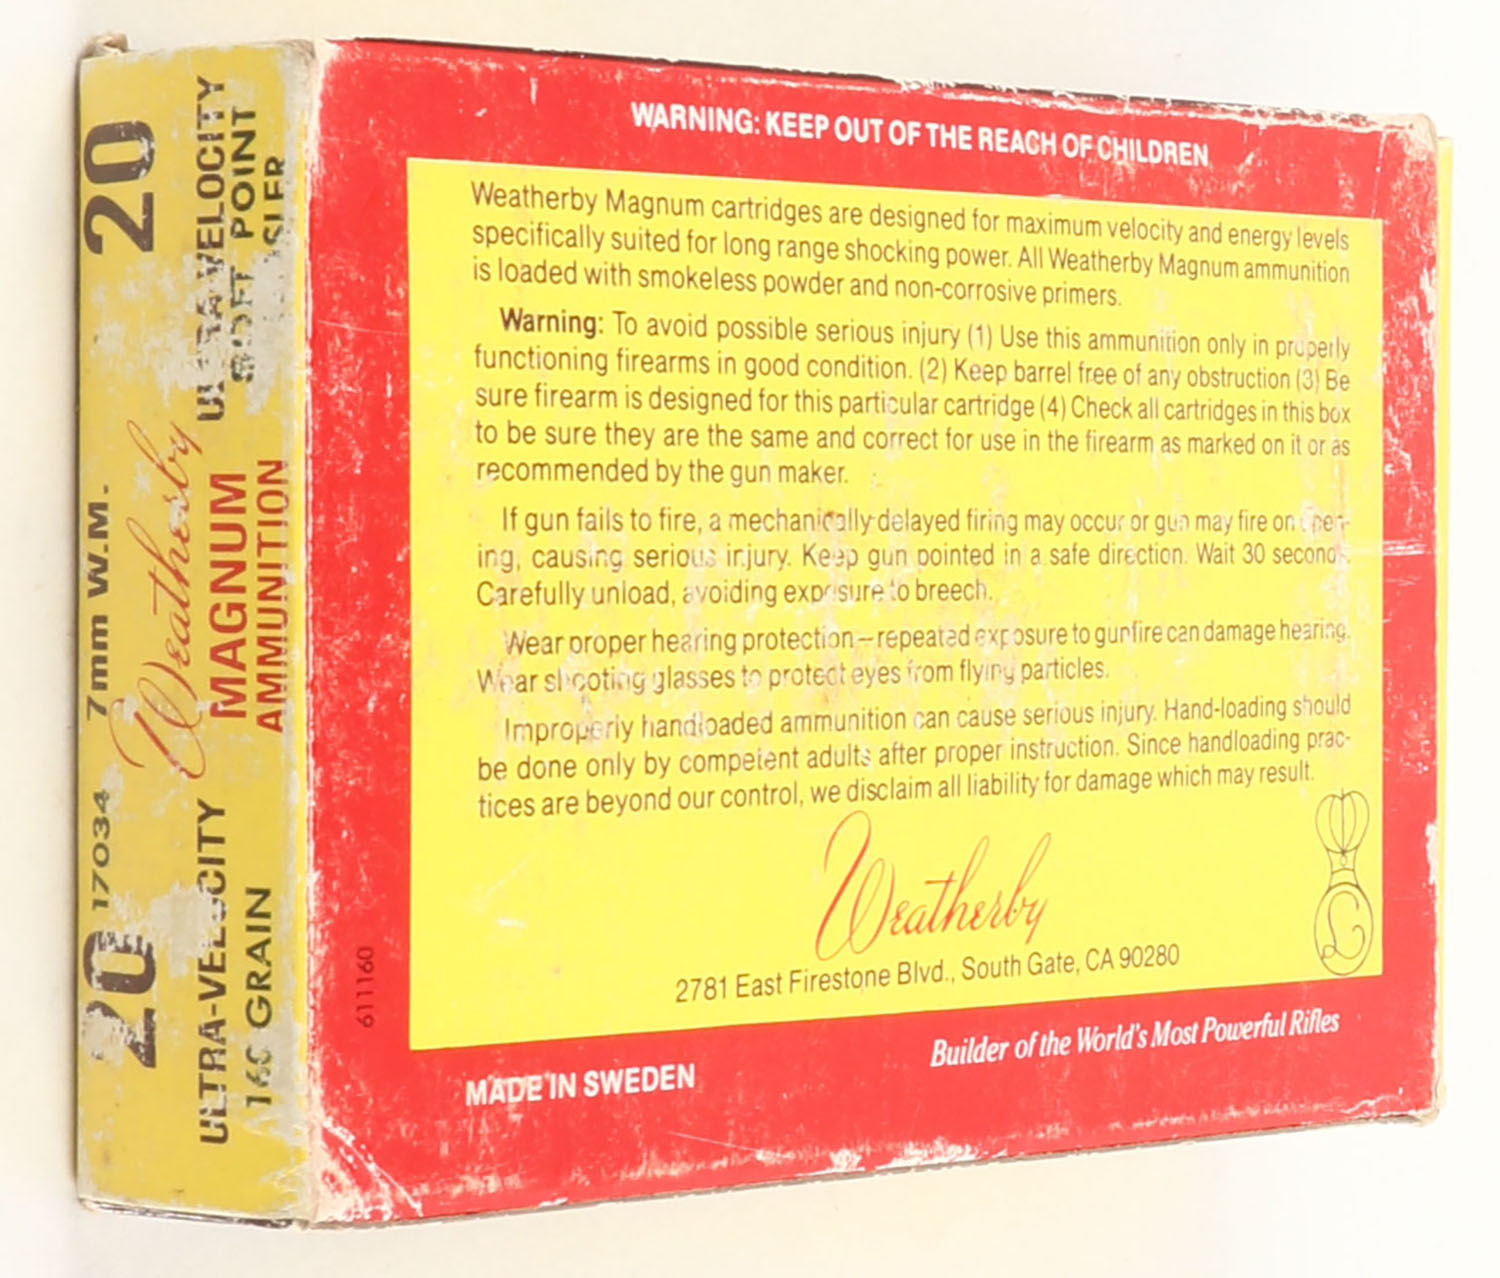 WARNING: KEEP OUT OF THE REACH OF CHILDREN
Weatherby Magnum cartridges are designed for maximum velocity and energy levels
specifically suited for long range shocking power. All Weatherby Magnum ammunition
is loaded with smokeless powder and non-corrosive primers.
Warning: To avoid possible serious injury (1) Use this ammunition only in properly
functioning firearms in good condition. (2) Keep barrel free of any obstruction (3) Be
sure firearm is designed for this particular cartridge (4) Check all cartridges in this box
to be sure they are the same and correct for use in the firearm as marked on it or as
recommended by the gun maker.
If gun fails to fire, a mechanically delayed firing may occur or gun may fire on open-
ing, causing serious injury. Keep gun pointed in a safe direction. Wait 30 seconds.
Carefully unload, avoiding exposure to breech.
Wear proper hearing protection – repeated exposure to gunfire can damage hearing.
Wear shooting glasses to protect eyes from flying particles.
Improperly handloaded ammunition can cause serious injury. Hand-loading should
be done only by competent adults after proper instruction. Since handloading prac-
tices are beyond our control, we disclaim all liability for damage which may result.
Weatherby
2781 East Firestone Blvd., South Gate, CA 90280
MADE IN SWEDEN
Builder of the World's Most Powerful Rifles
611160
20 17034 7mm W.M. 20
Weatherby
ULTRA-VELOCITY MAGNUM ULTRA-VELOCITY
160 GRAIN AMMUNITION POINT